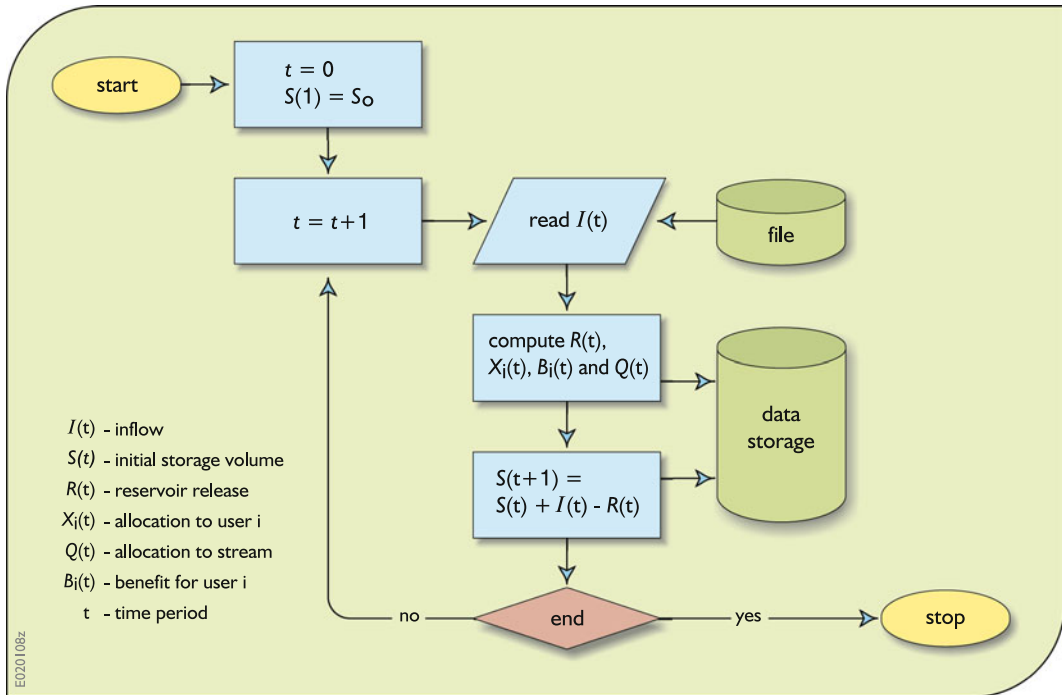 start
t = 0
S(1) = So
t = t+1
read I(t)
file
compute R(t),
Xi(t), Bi(t) and Q(t)
data
storage
S(t+1) =
S(t) + I(t) - R(t)
I(t) - inflow
S(t) - initial storage volume
R(t) - reservoir release
Xi(t) - allocation to user i
Q(t) - allocation to stream
Bi(t) - benefit for user i
t - time period
no
end
yes
stop
E020108z